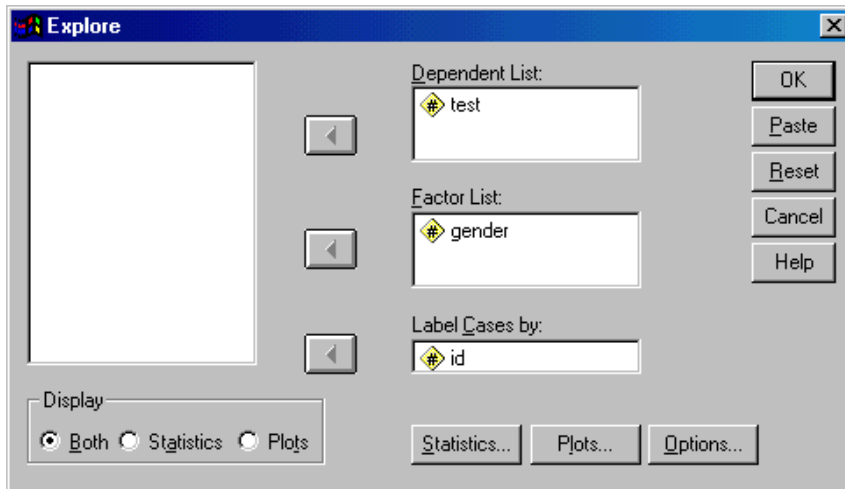 Explore
Dependent List:
# test
Factor List:
# gender
Label Cases by:
# id
Display
Both Statistics Plots
Statistics... Plots... Options...
OK
Paste
Reset
Cancel
Help